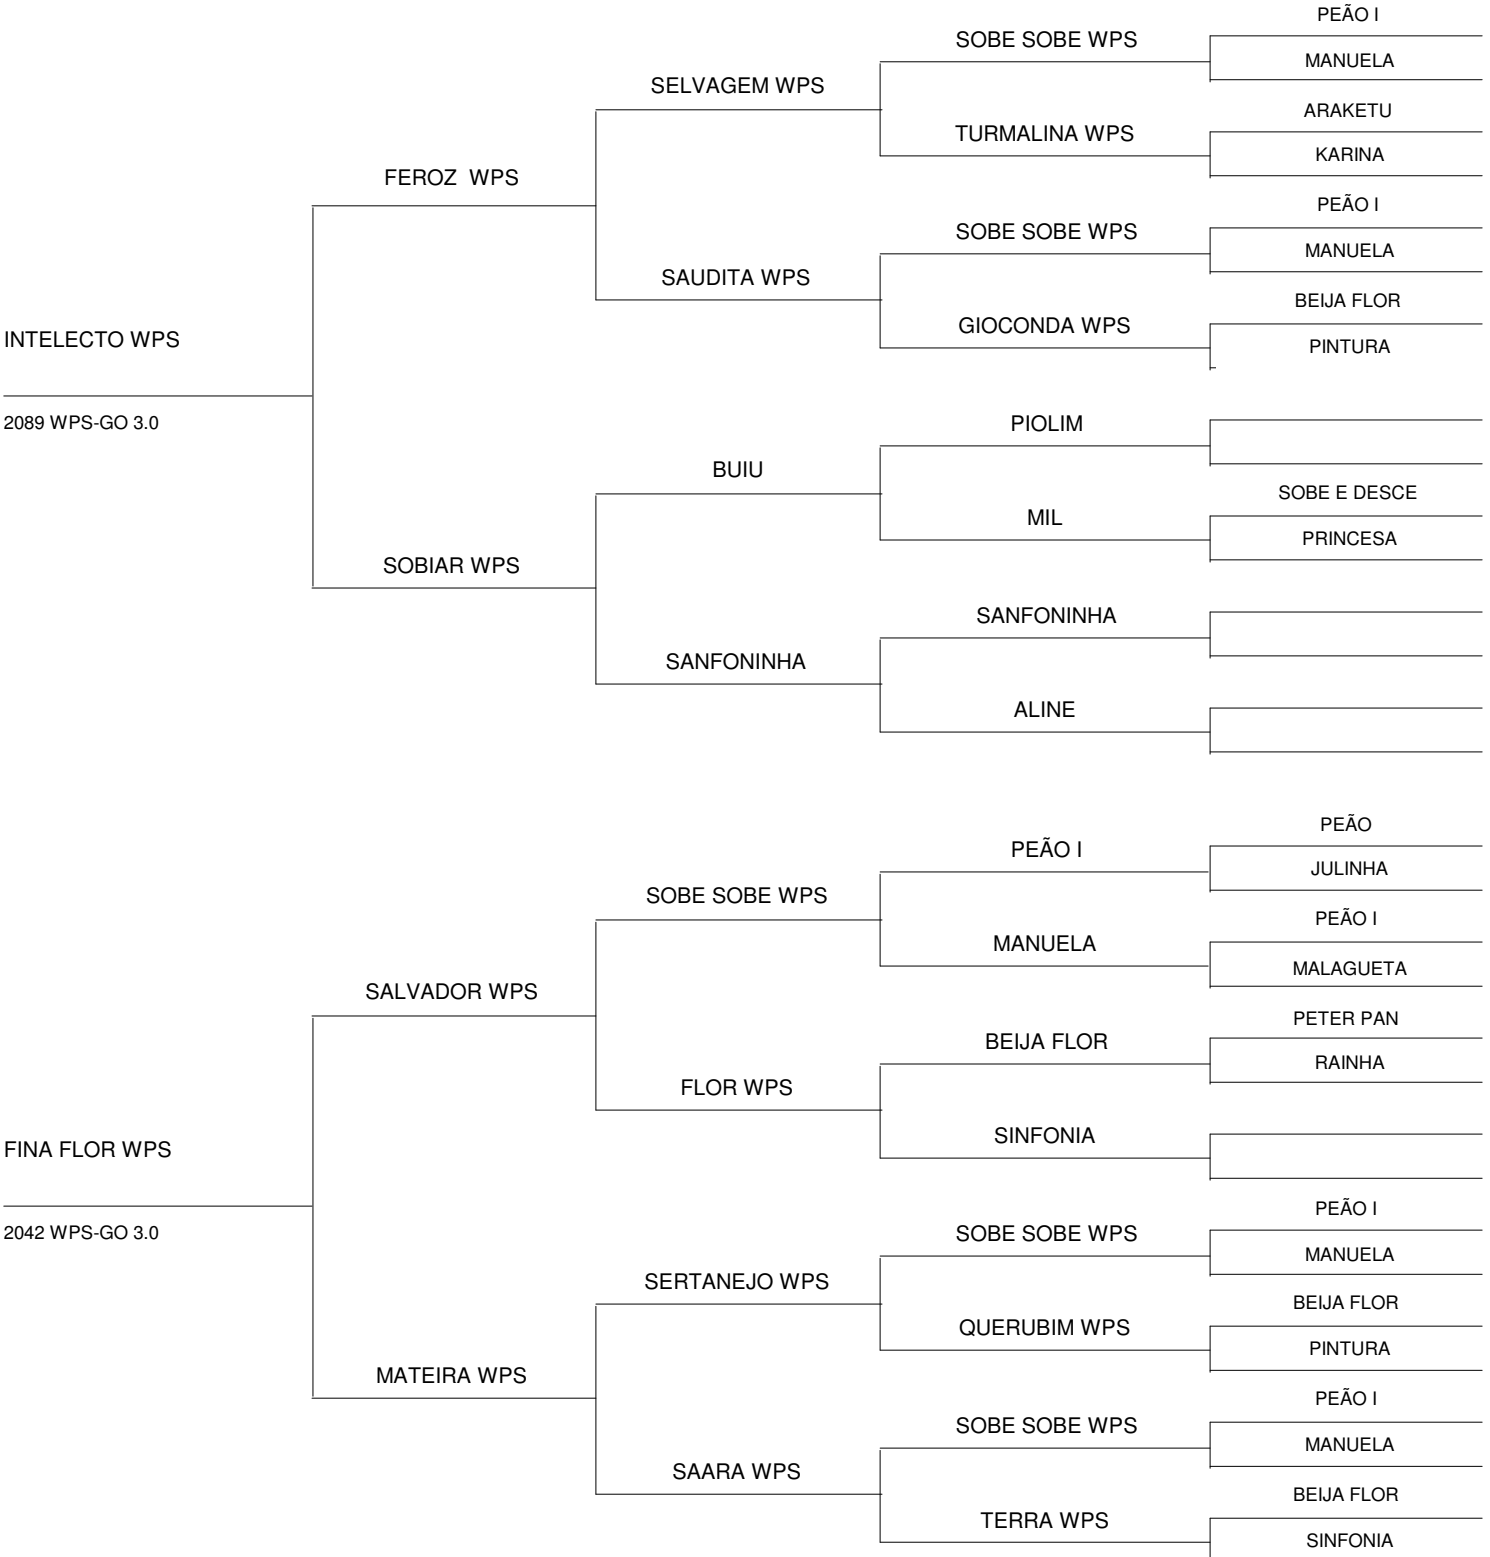 PEÃO I
SOBE SOBE WPS
MANUELA
SELVAGEM WPS
ARAKETU
TURMALINA WPS
KARINA
FEROZ  WPS
PEÃO I
SOBE SOBE WPS
MANUELA
SAUDITA WPS
BEIJA FLOR
GIOCONDA WPS
INTELECTO WPS
PINTURA
2089 WPS-GO 3.0
PIOLIM
BUIU
SOBE E DESCE
MIL
PRINCESA
SOBIAR WPS
SANFONINHA
SANFONINHA
ALINE
PEÃO
PEÃO I
JULINHA
SOBE SOBE WPS
PEÃO I
MANUELA
MALAGUETA
SALVADOR WPS
PETER PAN
BEIJA FLOR
RAINHA
FLOR WPS
SINFONIA
FINA FLOR WPS
PEÃO I
2042 WPS-GO 3.0
SOBE SOBE WPS
MANUELA
SERTANEJO WPS
BEIJA FLOR
QUERUBIM WPS
PINTURA
MATEIRA WPS
PEÃO I
SOBE SOBE WPS
MANUELA
SAARA WPS
BEIJA FLOR
TERRA WPS
SINFONIA